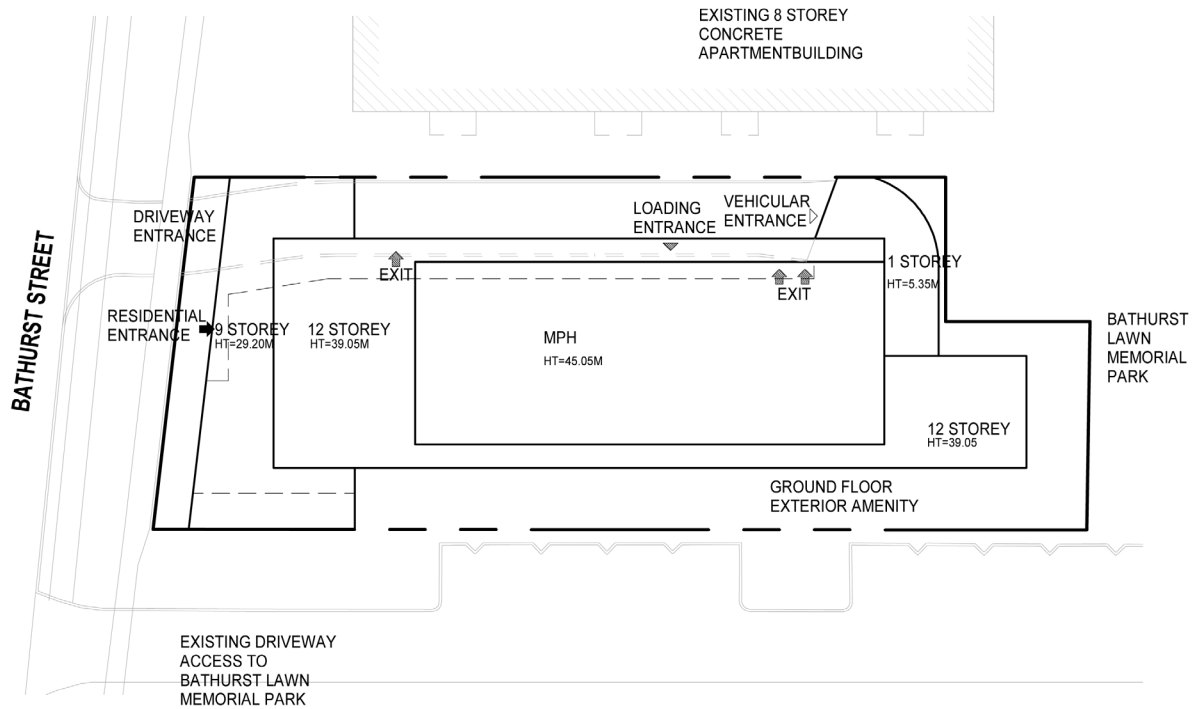 EXISTING 8 STOREY
CONCRETE
APARTMENTBUILDING
DRIVEWAY
ENTRANCE
LOADING
ENTRANCE
VEHICULAR
ENTRANCE
BATHURST STREET
EXIT
EXIT
1 STOREY
HT=5.35M
RESIDENTIAL
ENTRANCE
9 STOREY
HT=29.20M
12 STOREY
HT=39.05M
MPH
HT=45.05M
BATHURST
LAWN
MEMORIAL
PARK
12 STOREY
HT=39.05
GROUND FLOOR
EXTERIOR AMENITY
EXISTING DRIVEWAY
ACCESS TO
BATHURST LAWN
MEMORIAL PARK